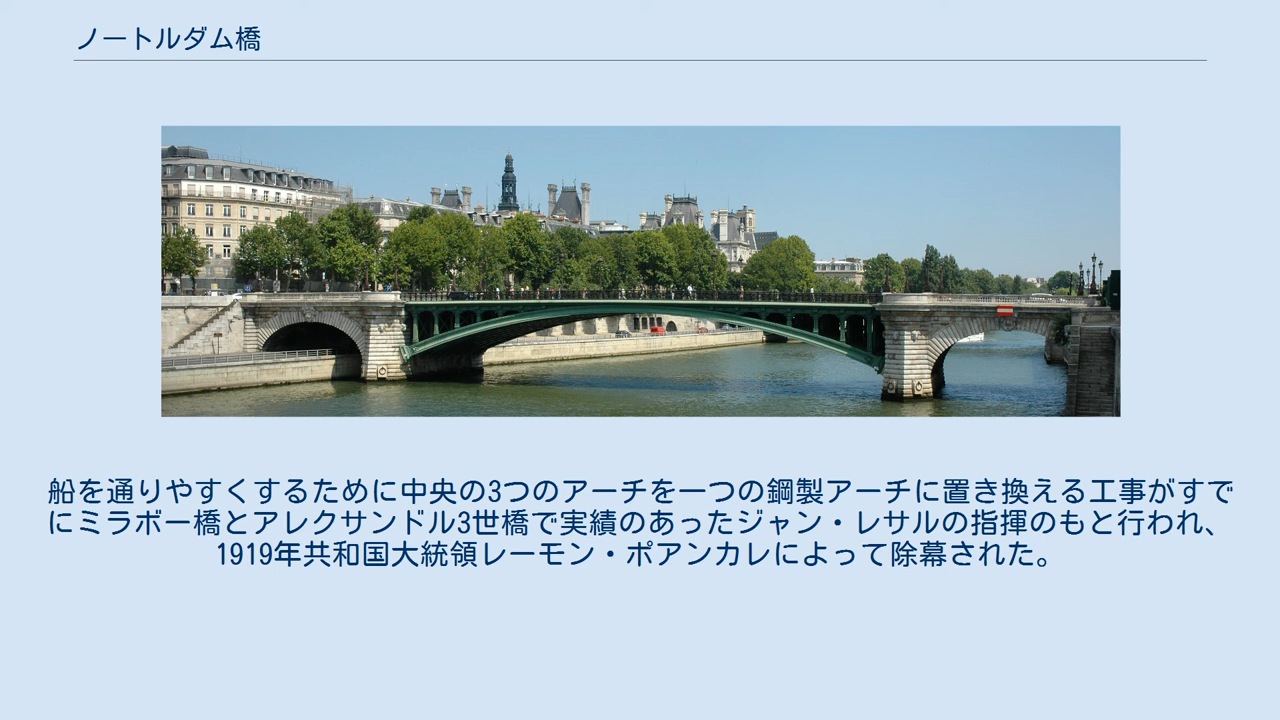 ノートルダム橋
船を通りやすくするために中央の3つのアーチを一つの鋼製アーチに置き換える工事がすで
にミラボー橋とアレクサンドル3世橋で実績のあったジャン・レサルの指揮のもと行われ、
1919年共和国大統領レーモン・ポアンカレによって除幕された。